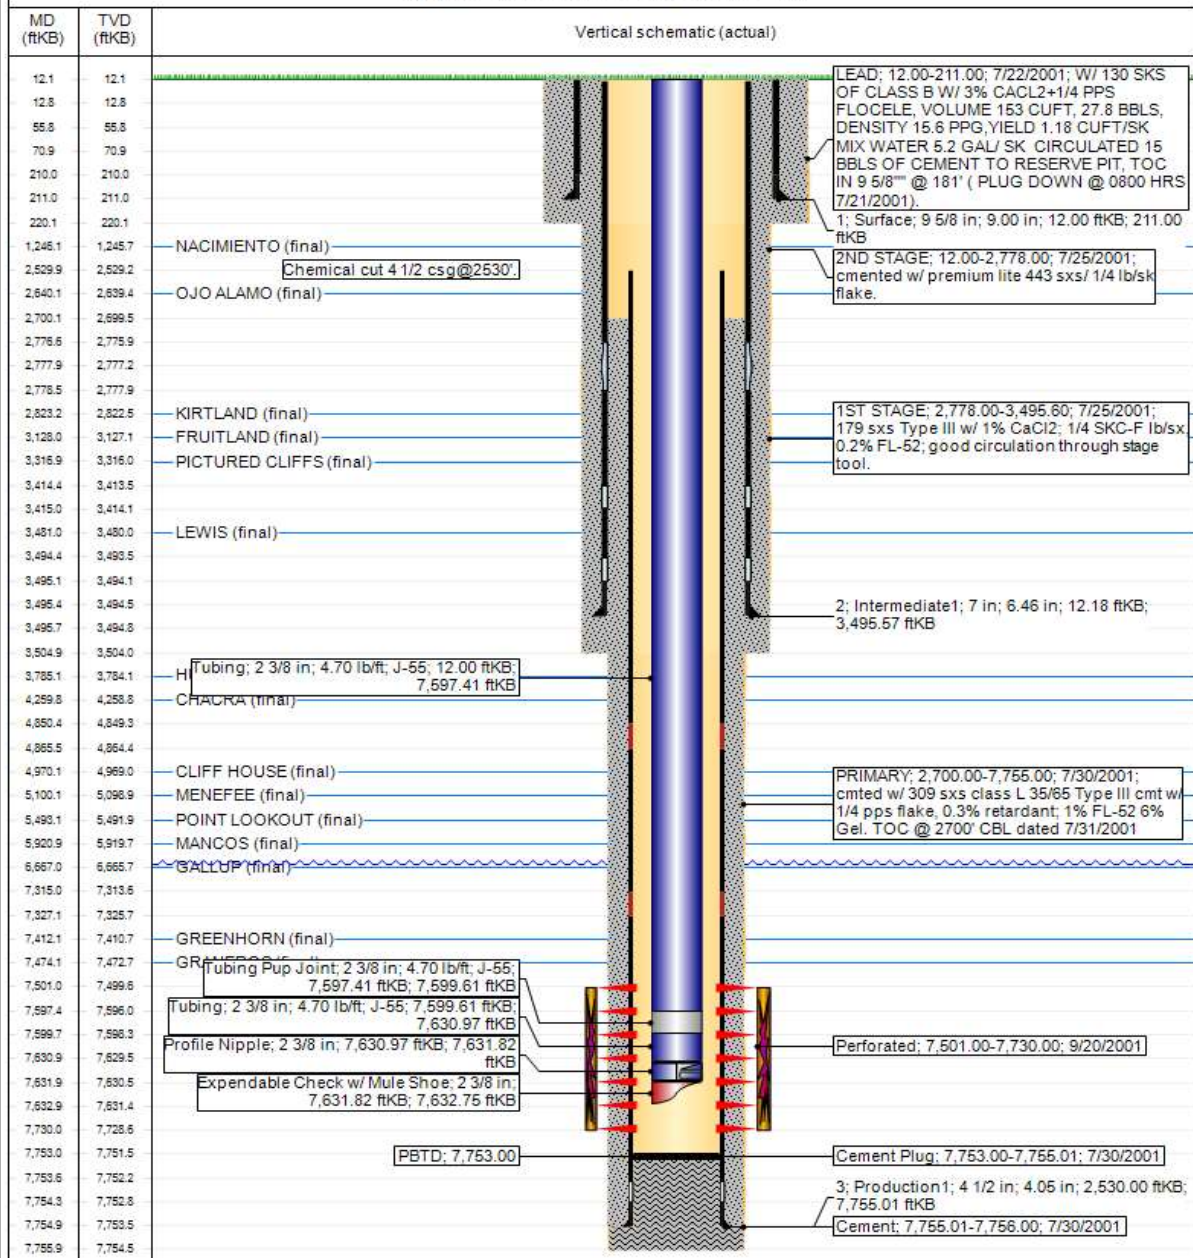 MD (ftKB)
TVD (ftKB)
Vertical schematic (actual)
12.1 12.1
12.8 12.8
55.8 55.8
70.9 70.9
210.0 210.0
211.0 211.0
220.1 220.1
1,246.1 1,245.7
2,529.9 2,529.2
2,640.1 2,639.4
2,700.1 2,699.5
2,776.6 2,775.9
2,777.9 2,777.2
2,778.5 2,777.9
2,823.2 2,822.5
3,128.0 3,127.1
3,316.9 3,316.0
3,414.4 3,413.5
3,415.0 3,414.1
3,481.0 3,480.0
3,494.4 3,493.5
3,495.1 3,494.1
3,495.4 3,494.5
3,495.7 3,494.8
3,504.9 3,504.0
3,785.1 3,784.1
4,259.8 4,258.8
4,850.4 4,849.3
4,865.5 4,864.4
4,970.1 4,969.0
5,100.1 5,098.9
5,493.1 5,491.9
5,920.9 5,919.7
6,667.0 6,665.7
7,315.0 7,313.6
7,327.1 7,325.7
7,412.1 7,410.7
7,474.1 7,472.7
7,501.0 7,499.6
7,597.4 7,596.0
7,599.7 7,598.3
7,630.9 7,629.5
7,631.9 7,630.5
7,632.9 7,631.4
7,730.0 7,728.6
7,753.0 7,751.5
7,753.6 7,752.2
7,754.3 7,752.8
7,754.9 7,753.5
7,755.9 7,754.5
NACIMIENTO (final)
Chemical cut 4 1/2 csg@2530'.
OJO ALAMO (final)
KIRTLAND (final)
FRUITLAND (final)
PICTURED CLIFFS (final)
LEWIS (final)
Tubing; 2 3/8 in; 4.70 lb/ft; J-55; 12.00 ftKB;
7,597.41 ftKB
CHACRA (final)
CLIFF HOUSE (final)
MENEFEE (final)
POINT LOOKOUT (final)
MANCOS (final)
GALLUP (final)
GREENHORN (final)
Tubing Pup Joint; 2 3/8 in; 4.70 lb/ft; J-55;
7,597.41 ftKB; 7,599.61 ftKB
Tubing; 2 3/8 in; 4.70 lb/ft; J-55; 7,599.61 ftKB;
7,630.97 ftKB
Profile Nipple; 2 3/8 in; 7,630.97 ftKB; 7,631.82
ftKB
Expendable Check w/ Mule Shoe; 2 3/8 in;
7,631.82 ftKB; 7,632.75 ftKB
PBTD; 7,753.00
LEAD; 12.00-211.00; 7/22/2001; W/ 130 SKS
OF CLASS B W/ 3% CACL2+1/4 PPS
FLOCELE, VOLUME 153 CUFT, 27.8 BBLS,
DENSITY 15.6 PPG,YIELD 1.18 CUFT/SK
MIX WATER 5.2 GAL/ SK  CIRCULATED 15
BBLS OF CEMENT TO RESERVE PIT, TOC
IN 9 5/8"" @ 181' ( PLUG DOWN @ 0800 HRS
7/21/2001).
1; Surface; 9 5/8 in; 9.00 in; 12.00 ftKB; 211.00
ftKB
2ND STAGE; 12.00-2,778.00; 7/25/2001;
cmented w/ premium lite 443 sxs/ 1/4 lb/sk
flake.
1ST STAGE; 2,778.00-3,495.60; 7/25/2001;
179 sxs Type III w/ 1% CaCl2; 1/4 SKC-F lb/sx,
0.2% FL-52; good circulation through stage
tool.
2; Intermediate1; 7 in; 6.46 in; 12.18 ftKB;
3,495.57 ftKB
PRIMARY; 2,700.00-7,755.00; 7/30/2001;
cmted w/ 309 sxs class L 35/65 Type III cmt w/
1/4 pps flake, 0.3% retardant; 1% FL-52 6%
Gel. TOC @ 2700' CBL dated 7/31/2001
Perforated; 7,501.00-7,730.00; 9/20/2001
Cement Plug; 7,753.00-7,755.01; 7/30/2001
3; Production1; 4 1/2 in; 4.05 in; 2,530.00 ftKB;
7,755.01 ftKB
Cement; 7,755.01-7,756.00; 7/30/2001